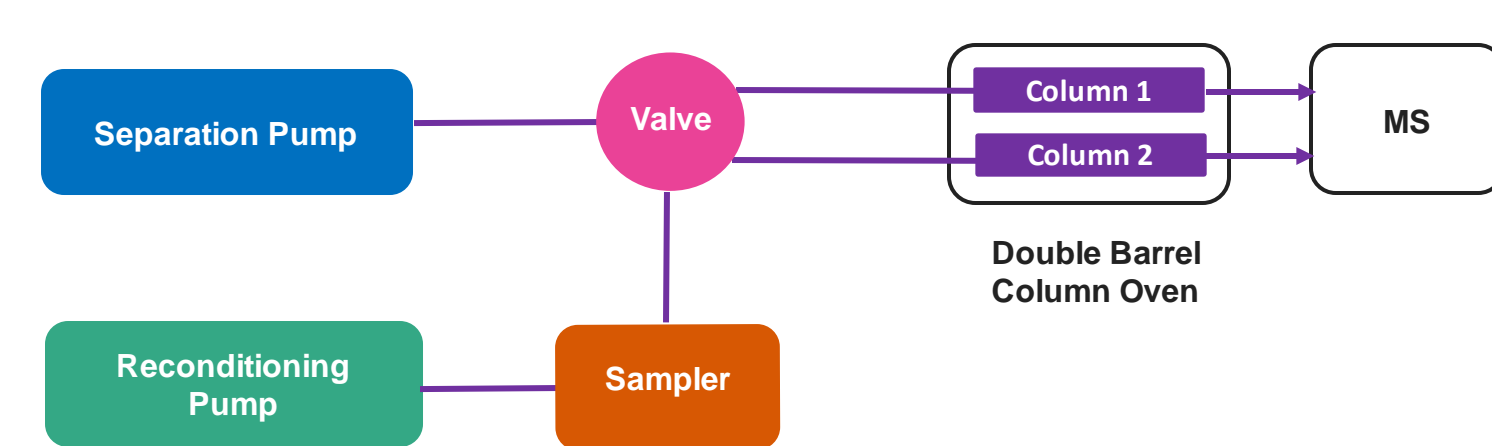 Separation Pump
Valve
Column 1
Column 2
MS
Double Barrel
Column Oven
Reconditioning
Pump
Sampler